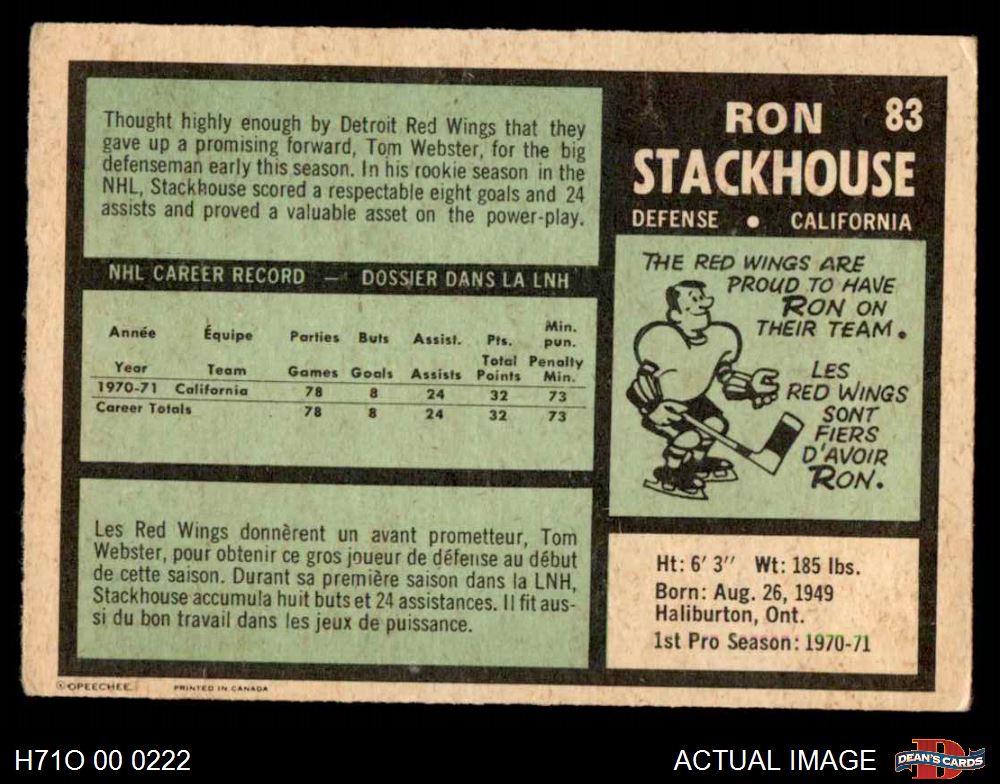 Thought highly enough by Detroit Red Wings that they
gave up a promising forward, Tom Webster, for the big
defenseman early this season. In his rookie season in the
NHL, Stackhouse scored a respectable eight goals and 24
assists and proved a valuable asset on the power-play.
NHL CAREER RECORD — DOSSIER DANS LA LNH
Année Équipe Parties Buts Assist. Pts. Min. pun.
Year Team Games Goals Assists Total Points Penalty Min.
1970-71 California 78 8 24 32 73
Career Totals 78 8 24 32 73
Les Red Wings donnèrent un avant prometteur, Tom
Webster, pour obtenir ce gros joueur de défense au début
de cette saison. Durant sa première saison dans la LNH,
Stackhouse accumula huit buts et 24 assistances. Il fit aus-
si du bon travail dans les jeux de puissance.
© OPEECHEE PRINTED IN CANADA
RON 83
STACKHOUSE
DEFENSE • CALIFORNIA
THE RED WINGS ARE
PROUD TO HAVE
RON ON
THEIR TEAM.
LES
RED WINGS
SONT
FIERS
D'AVOIR
RON.
Ht: 6' 3" Wt: 185 lbs.
Born: Aug. 26, 1949
Haliburton, Ont.
1st Pro Season: 1970-71
H71O 00 0222
ACTUAL IMAGE
DEAN'S CARDS